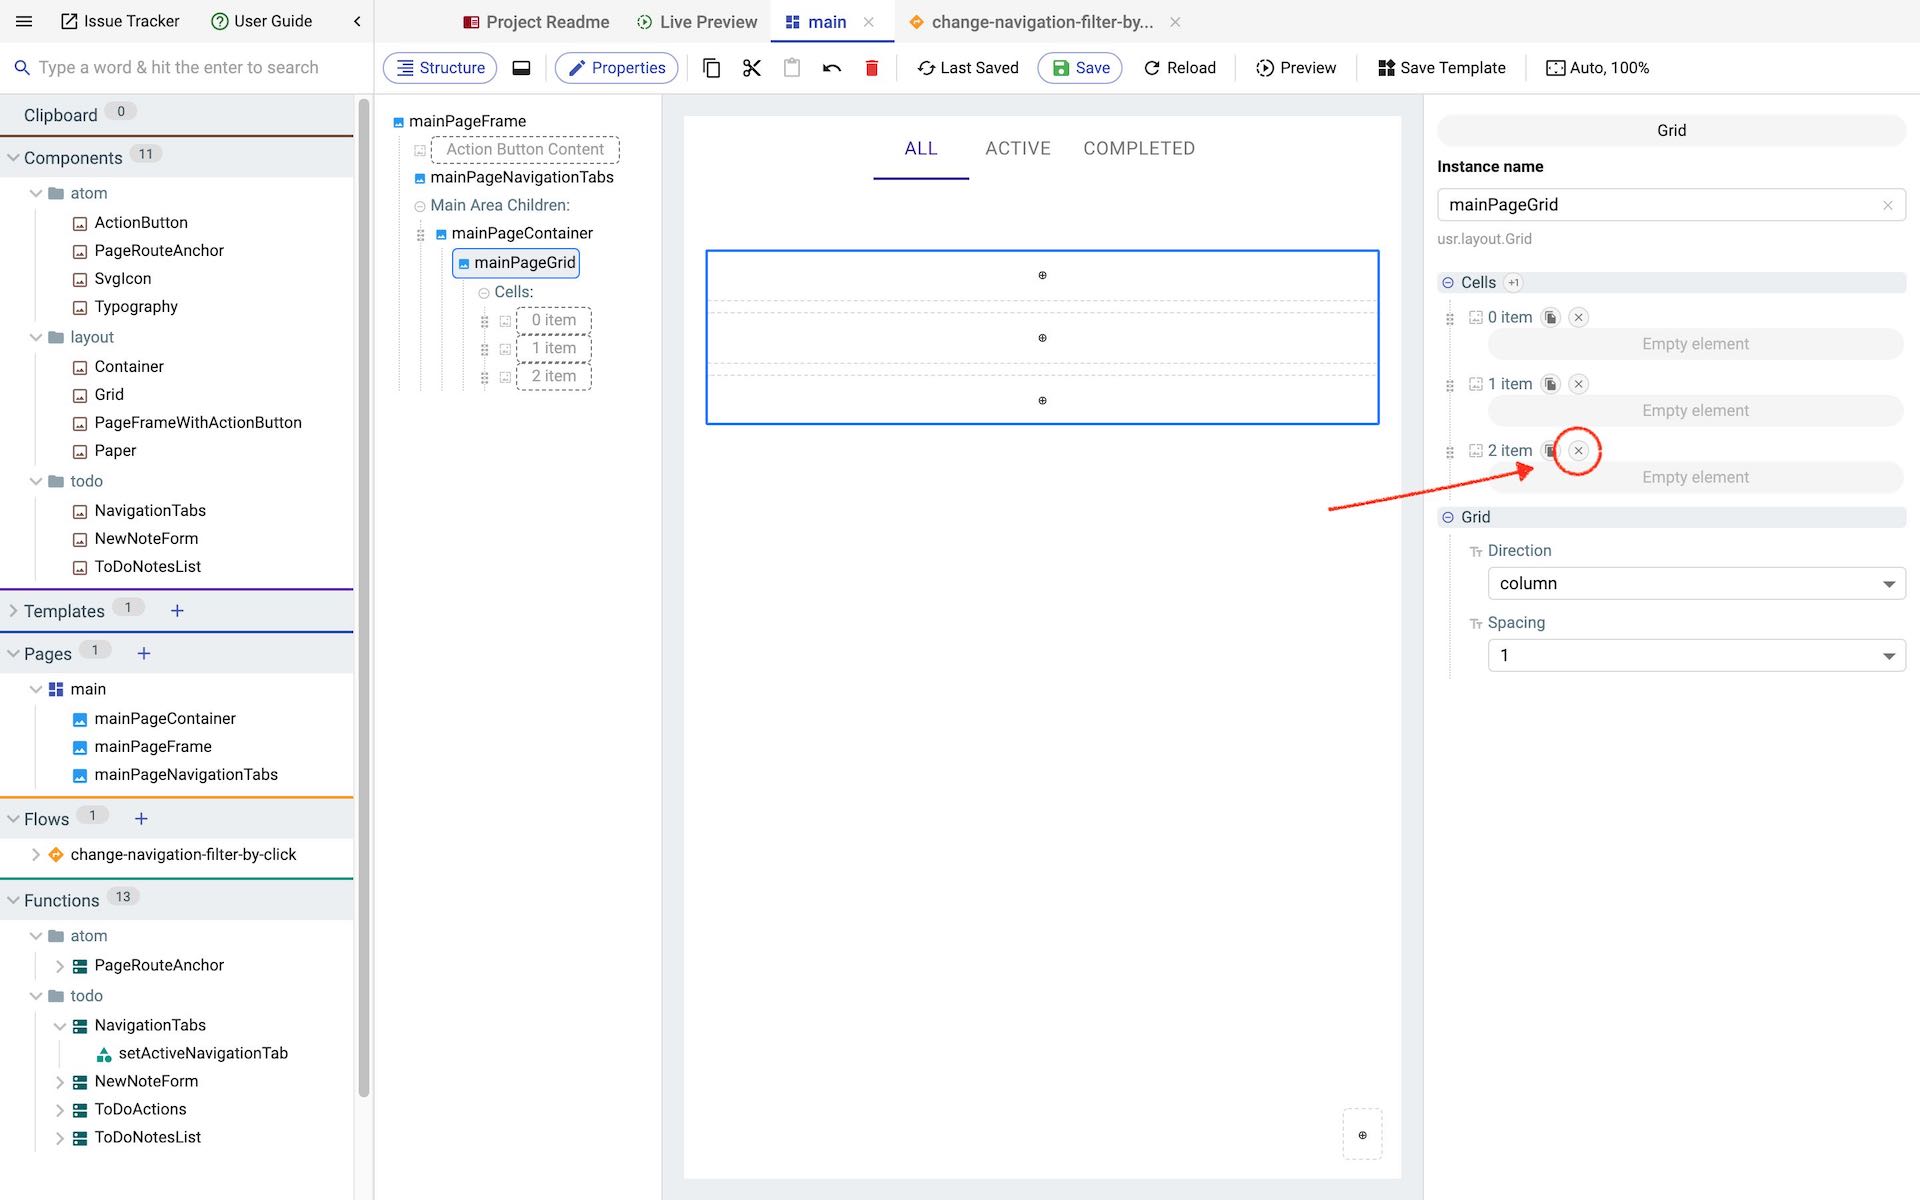 Issue Tracker
User Guide
Project Readme
Live Preview
main
change-navigation-filter-by...
Type a word & hit the enter to search
Structure
Properties
Last Saved
Save
Reload
Preview
Save Template
Auto, 100%
Clipboard 0
Components 11
atom
ActionButton
PageRouteAnchor
SvgIcon
Typography
layout
Container
Grid
PageFrameWithActionButton
Paper
todo
NavigationTabs
NewNoteForm
ToDoNotesList
Templates 1 +
Pages 1 +
main
mainPageContainer
mainPageFrame
mainPageNavigationTabs
Flows 1 +
change-navigation-filter-by-click
Functions 13
atom
PageRouteAnchor
todo
NavigationTabs
setActiveNavigationTab
NewNoteForm
ToDoActions
ToDoNotesList
mainPageFrame
Action Button Content
mainPageNavigationTabs
Main Area Children:
mainPageContainer
mainPageGrid
Cells:
0 item
1 item
2 item
ALL ACTIVE COMPLETED
Grid
Instance name
mainPageGrid
usr.layout.Grid
Cells +1
0 item
Empty element
1 item
Empty element
2 item
Empty element
Grid
Tт Direction
column
Tт Spacing
1